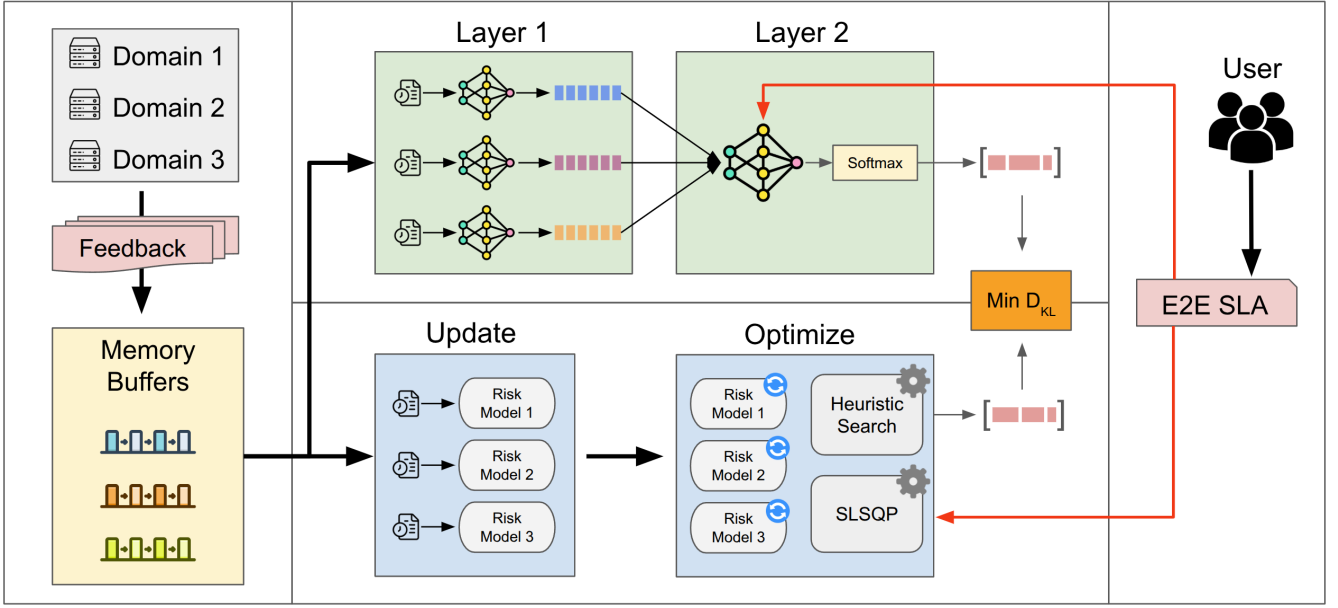 Domain 1
Domain 2
Domain 3
Feedback
Memory
Buffers
Layer 1
Layer 2
Softmax
Min D_KL
Update
Risk
Model 1
Risk
Model 2
Risk
Model 3
Optimize
Risk
Model 1
Risk
Model 2
Risk
Model 3
Heuristic
Search
SLSQP
User
E2E SLA